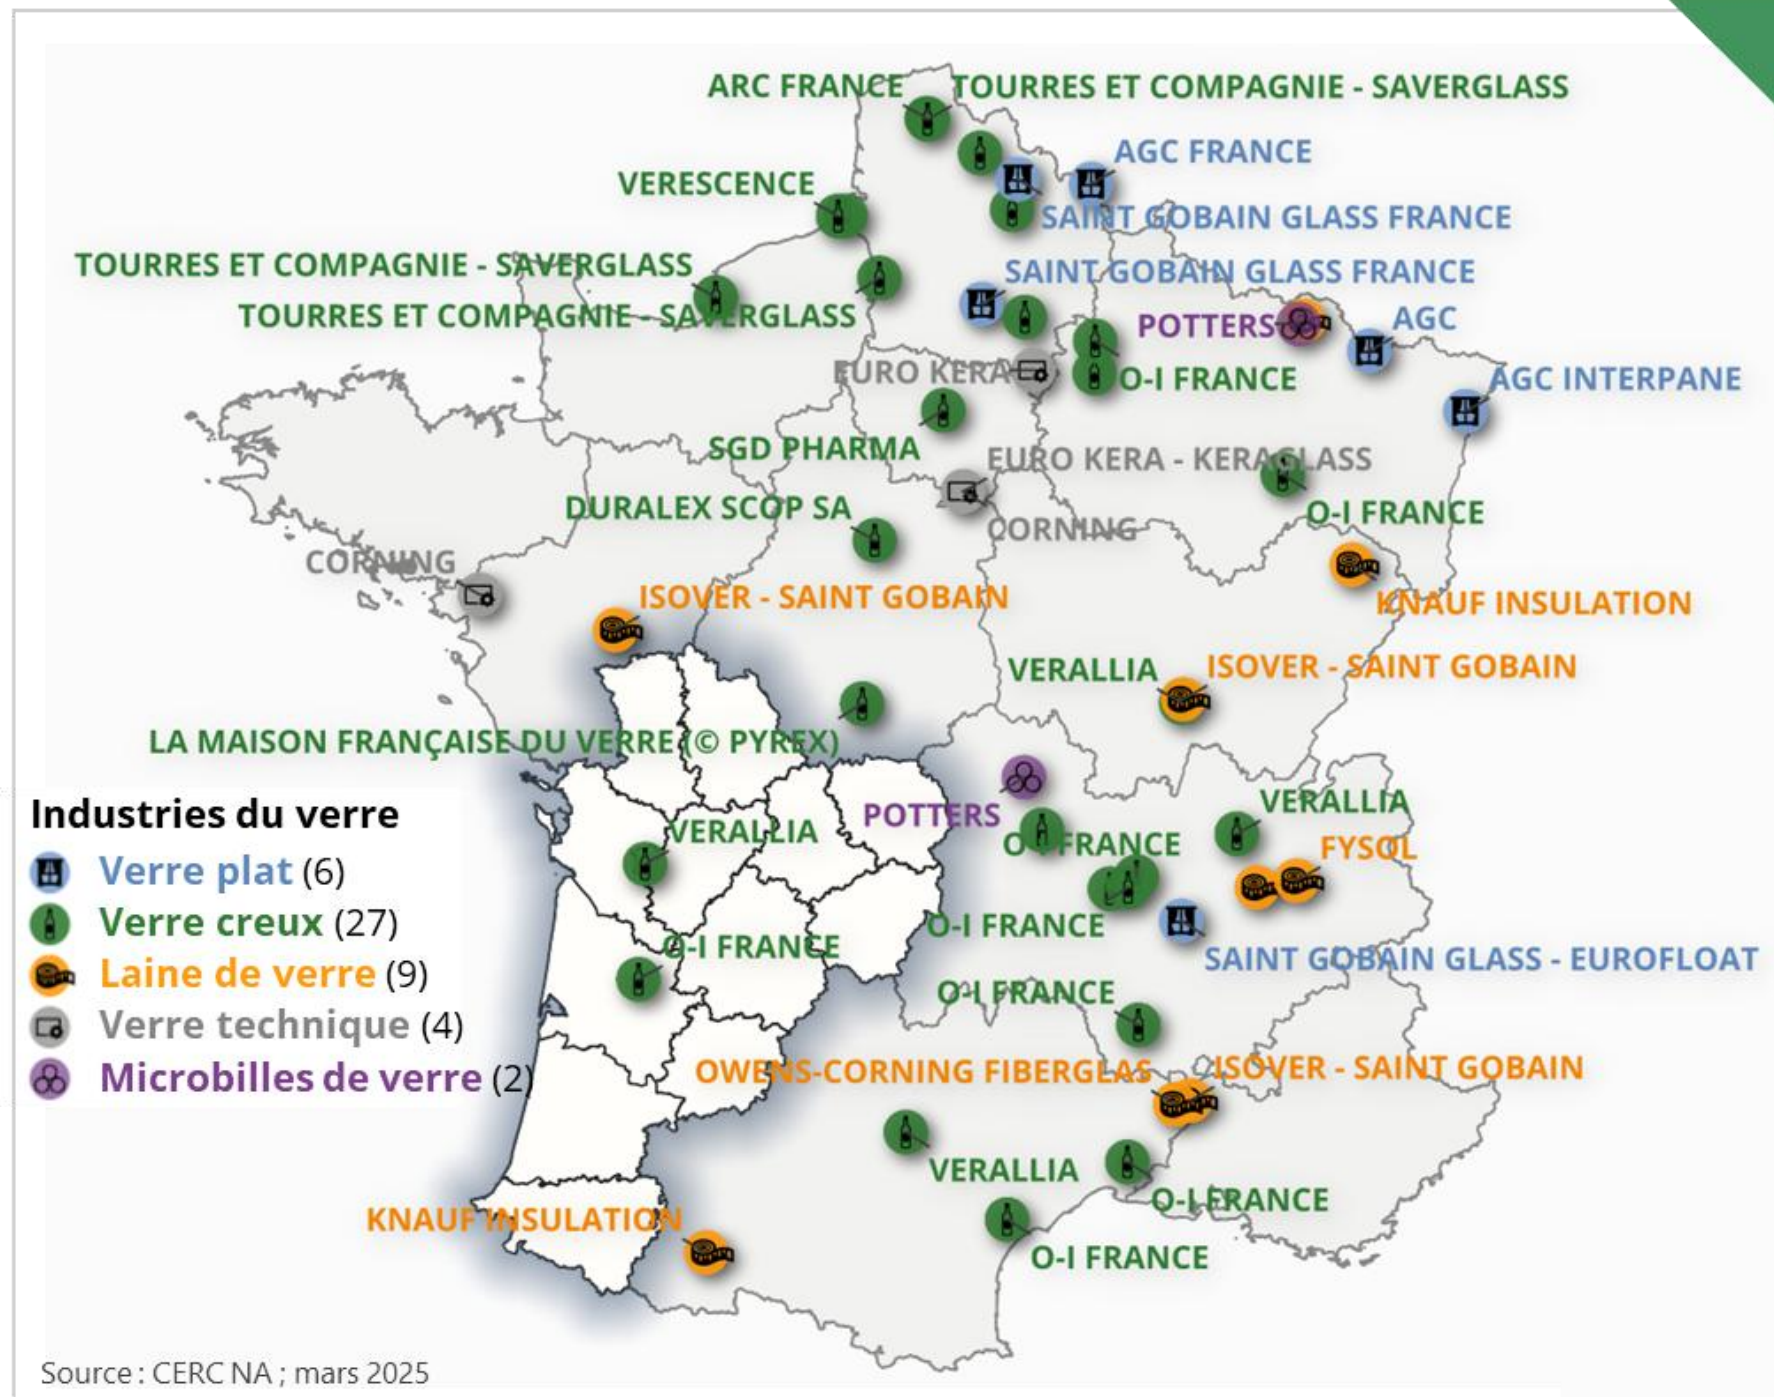 ARC FRANCE
TOURRES ET COMPAGNIE - SAVERGLASS
AGC FRANCE
VERESCENCE
SAINT GOBAIN GLASS FRANCE
TOURRES ET COMPAGNIE - SAVERGLASS
SAINT GOBAIN GLASS FRANCE
TOURRES ET COMPAGNIE - SAVERGLASS
POTTERS
AGC
EURO KERA
O-I FRANCE
AGC INTERPANE
SGD PHARMA
EURO KERA - KERAGLASS
DURALEX SCOP SA
O-I FRANCE
CORNING
CORNING
ISOVER - SAINT GOBAIN
KNAUF INSULATION
VERALLIA
ISOVER - SAINT GOBAIN
LA MAISON FRANÇAISE DU VERRE (© PYREX)
Industries du verre
Verre plat (6)
Verre creux (27)
Laine de verre (9)
Verre technique (4)
Microbilles de verre (2)
POTTERS
VERALLIA
VERALLIA
O-I FRANCE
FYSOL
O-I FRANCE
O-I FRANCE
SAINT GOBAIN GLASS - EUROFLOAT
O-I FRANCE
OWENS-CORNING FIBERGLAS
ISOVER - SAINT GOBAIN
VERALLIA
O-I FRANCE
KNAUF INSULATION
O-I FRANCE
Source : CERC NA ; mars 2025